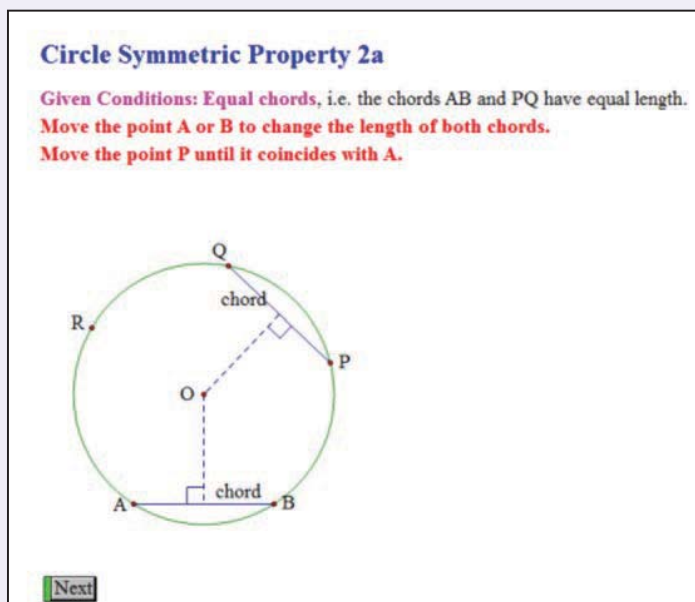 Circle Symmetric Property 2a
Given Conditions: Equal chords, i.e. the chords AB and PQ have equal length.
Move the point A or B to change the length of both chords.
Move the point P until it coincides with A.
Q
chord
R
P
O
chord
A
B
Next